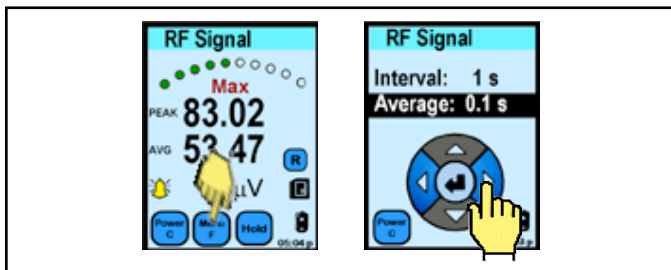 RF Signal
Max
PEAK 83.02
AVG 53.47
R
µV
Power
C
Menu
F
Hold
05:04 p
RF Signal
Interval: 1 s
Average: 0.1 s
Power
C